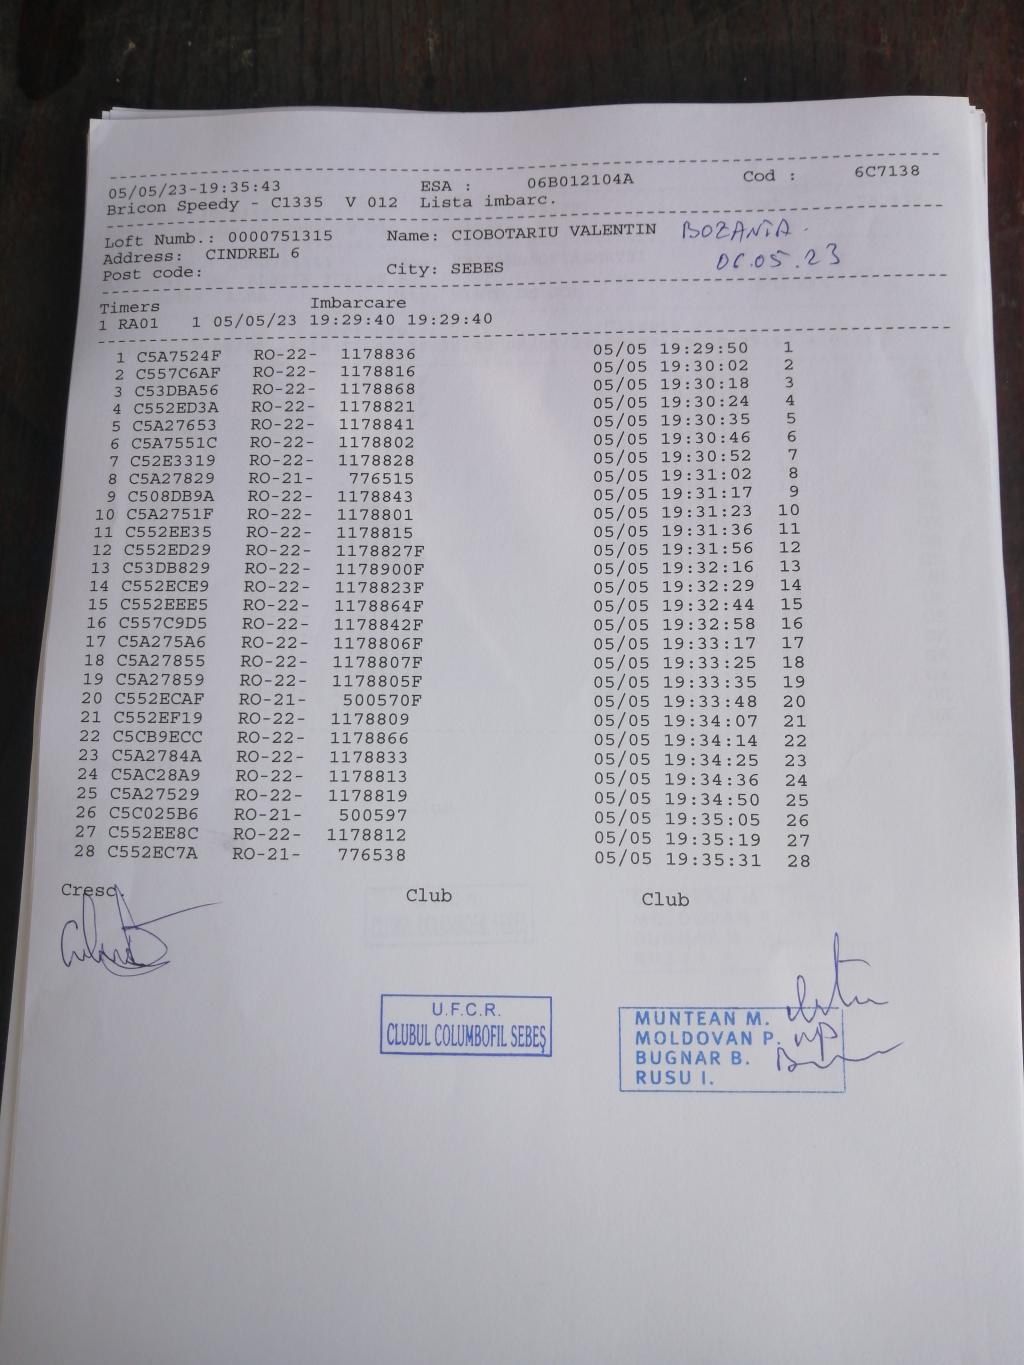 05/05/23-19:35:43 ESA : 06B012104A Cod : 6C7138
Bricon Speedy - C1335 V 012 Lista imbarc.
Loft Numb.: 0000751315 Name: CIOBOTARIU VALENTIN BOZANTA.
Address: CINDREL 6 06.05.23
Post code: City: SEBES
Timers Imbarcare
1 RA01 1 05/05/23 19:29:40 19:29:40
1 C5A7524F RO-22- 1178836 05/05 19:29:50 1
2 C557C6AF RO-22- 1178816 05/05 19:30:02 2
3 C53DBA56 RO-22- 1178868 05/05 19:30:18 3
4 C552ED3A RO-22- 1178821 05/05 19:30:24 4
5 C5A27653 RO-22- 1178841 05/05 19:30:35 5
6 C5A7551C RO-22- 1178802 05/05 19:30:46 6
7 C52E3319 RO-22- 1178828 05/05 19:30:52 7
8 C5A27829 RO-21- 776515 05/05 19:31:02 8
9 C508DB9A RO-22- 1178843 05/05 19:31:17 9
10 C5A2751F RO-22- 1178801 05/05 19:31:23 10
11 C552EE35 RO-22- 1178815 05/05 19:31:36 11
12 C552ED29 RO-22- 1178827F 05/05 19:31:56 12
13 C53DB829 RO-22- 1178900F 05/05 19:32:16 13
14 C552ECE9 RO-22- 1178823F 05/05 19:32:29 14
15 C552EEE5 RO-22- 1178864F 05/05 19:32:44 15
16 C557C9D5 RO-22- 1178842F 05/05 19:32:58 16
17 C5A275A6 RO-22- 1178806F 05/05 19:33:17 17
18 C5A27855 RO-22- 1178807F 05/05 19:33:25 18
19 C5A27859 RO-22- 1178805F 05/05 19:33:35 19
20 C552ECAF RO-21- 500570F 05/05 19:33:48 20
21 C552EF19 RO-22- 1178809 05/05 19:34:07 21
22 C5CB9ECC RO-22- 1178866 05/05 19:34:14 22
23 C5A2784A RO-22- 1178833 05/05 19:34:25 23
24 C5AC28A9 RO-22- 1178813 05/05 19:34:36 24
25 C5A27529 RO-22- 1178819 05/05 19:34:50 25
26 C5C025B6 RO-21- 500597 05/05 19:35:05 26
27 C552EE8C RO-22- 1178812 05/05 19:35:19 27
28 C552EC7A RO-21- 776538 05/05 19:35:31 28
Cresc. Club Club
U.F.C.R.
CLUBUL COLUMBOFIL SEBEŞ
MUNTEAN M.
MOLDOVAN P.
BUGNAR B.
RUSU I.